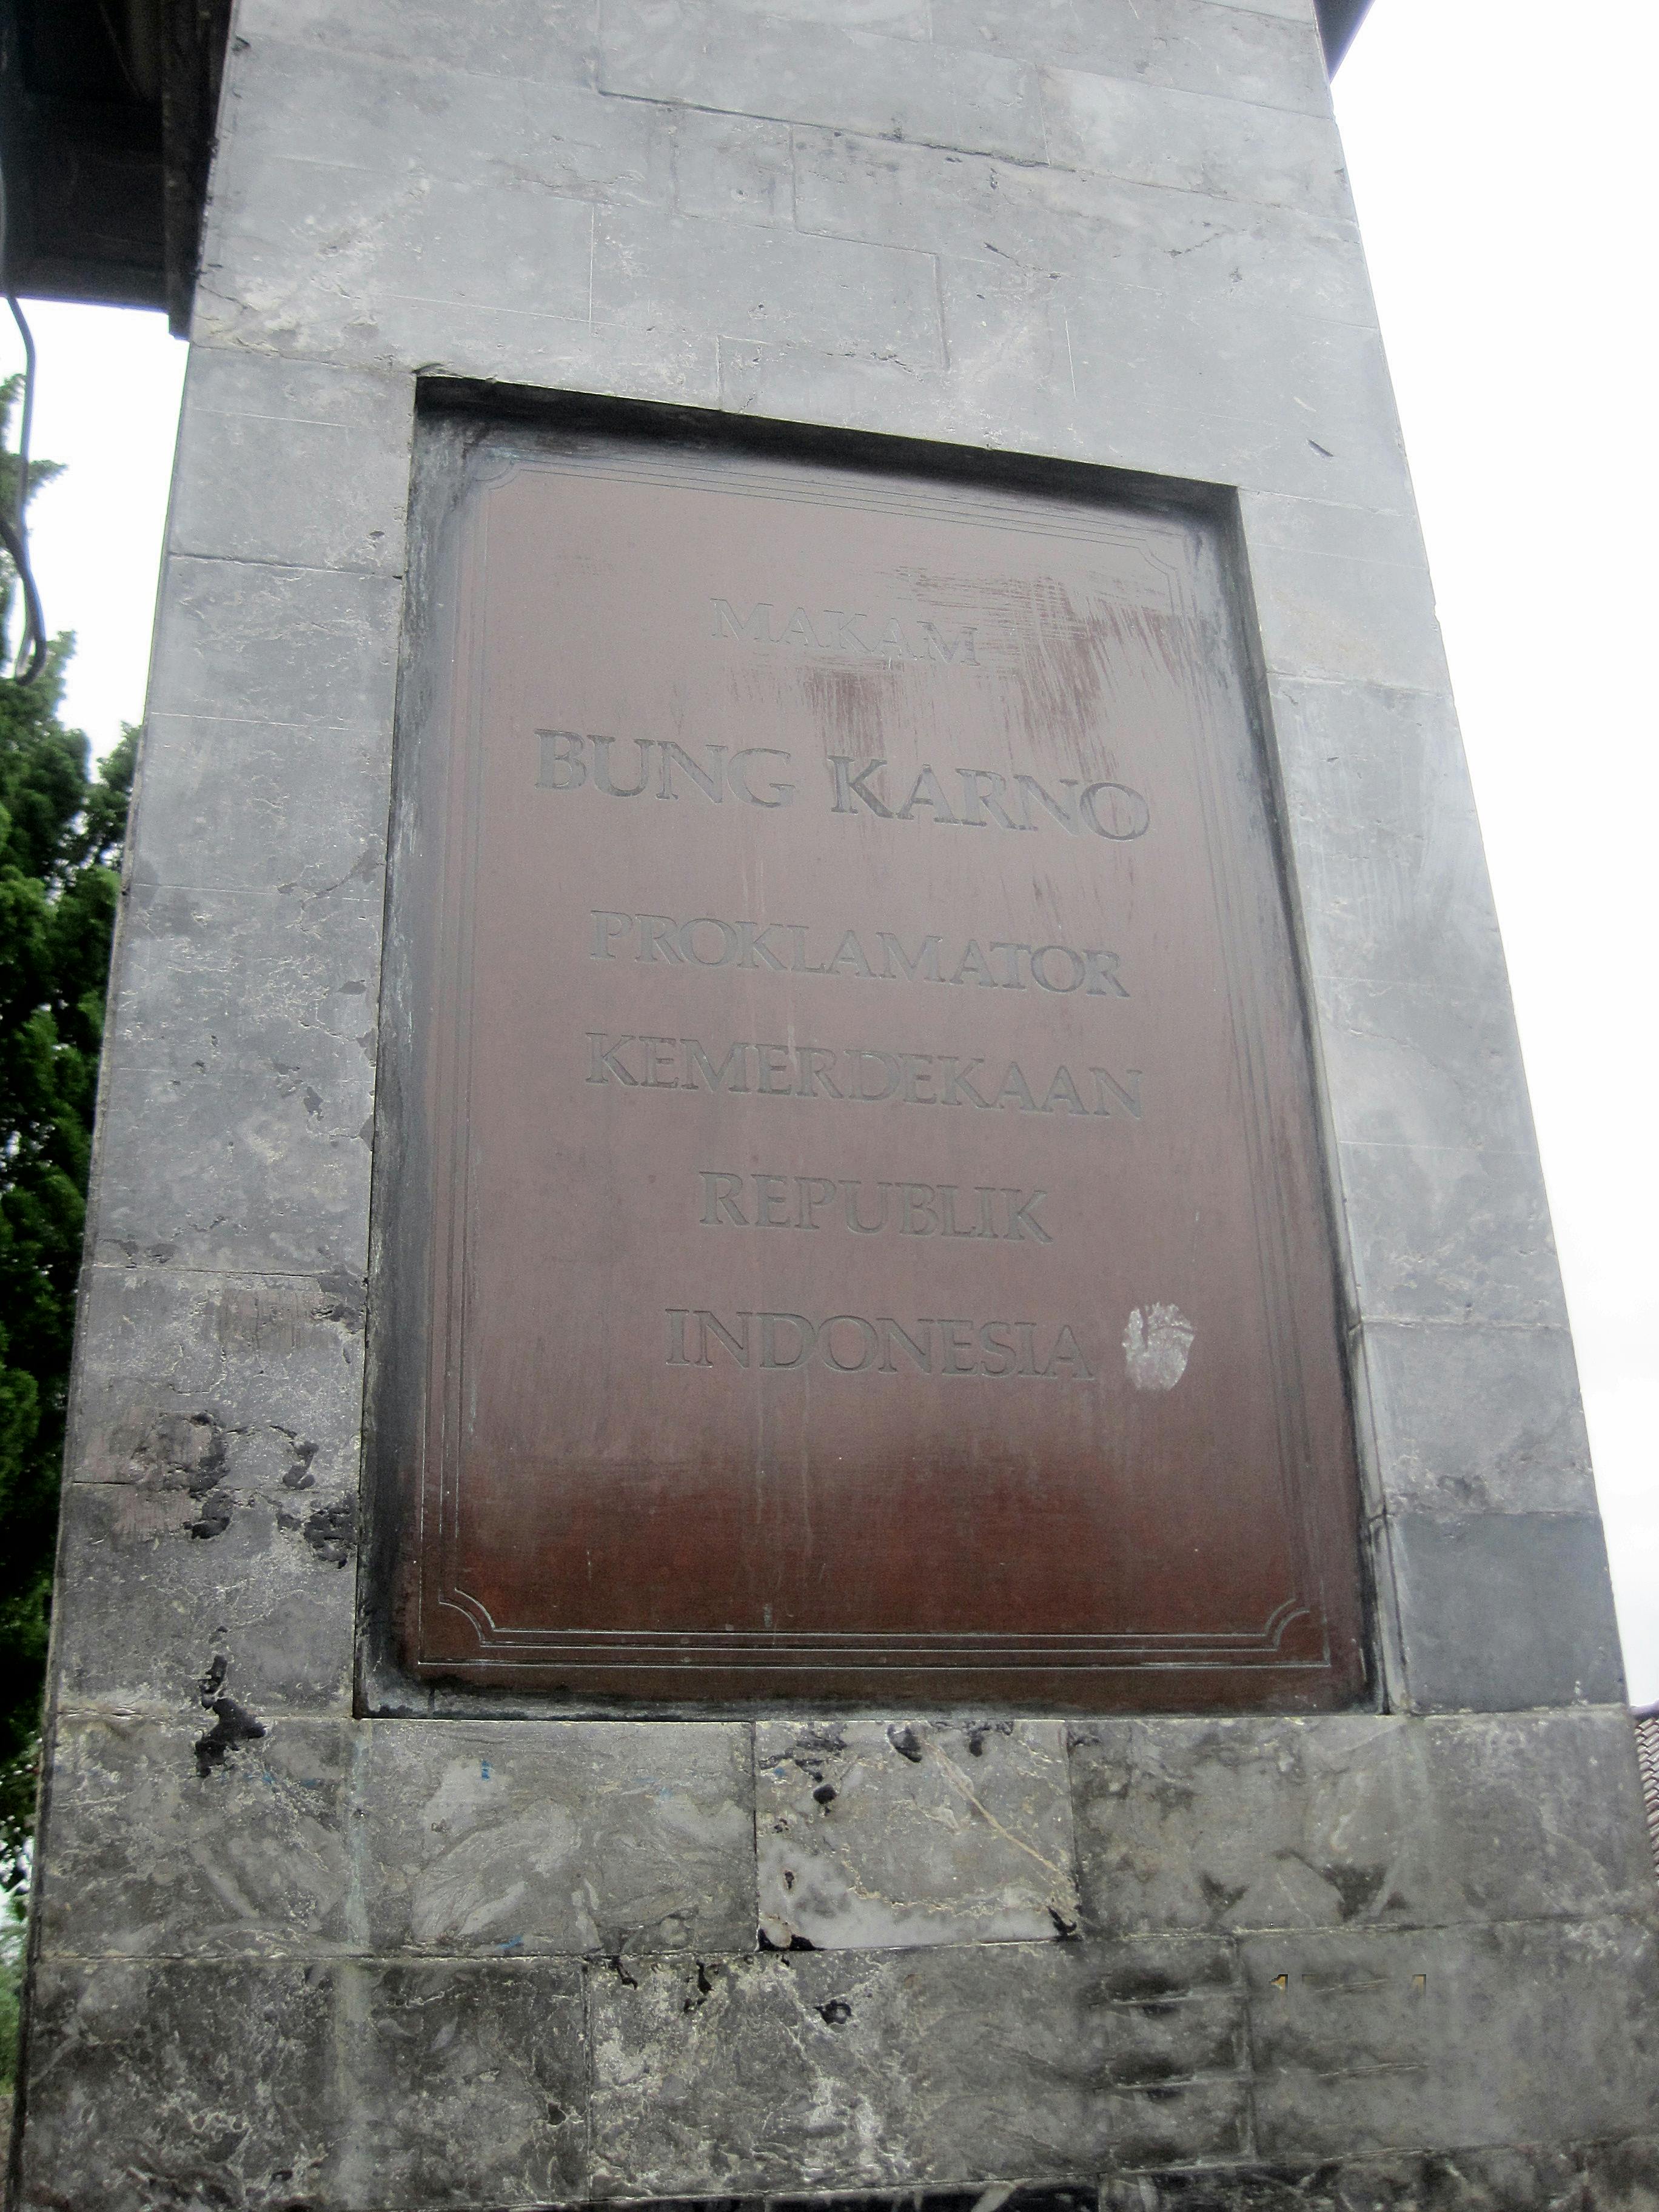 MAKAM
BUNG KARNO
PROKLAMATOR
KEMERDEKAAN
REPUBLIK
INDONESIA